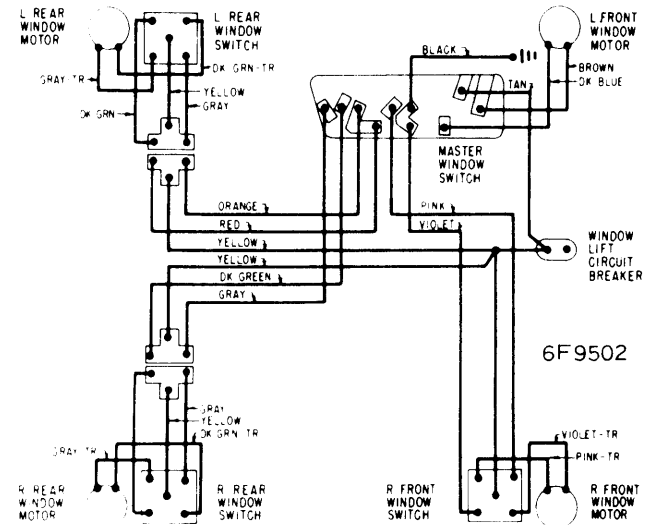 L REAR
WINDOW
MOTOR
L REAR
WINDOW
SWITCH
L FRONT
WINDOW
MOTOR
BLACK
BROWN
DK BLUE
GRAY-TR
DK GRN-TR
TAN
YELLOW
GRAY
DK GRN
MASTER
WINDOW
SWITCH
ORANGE
PINK
RED
VIOLET
YELLOW
WINDOW
LIFT
CIRCUIT
BREAKER
YELLOW
DK GREEN
GRAY
6F9502
GRAY
YELLOW
DK GRN TR
GRAY TR
VIOLET-TR
PINK-TR
R REAR
WINDOW
MOTOR
R REAR
WINDOW
SWITCH
R FRONT
WINDOW
SWITCH
R FRONT
WINDOW
MOTOR